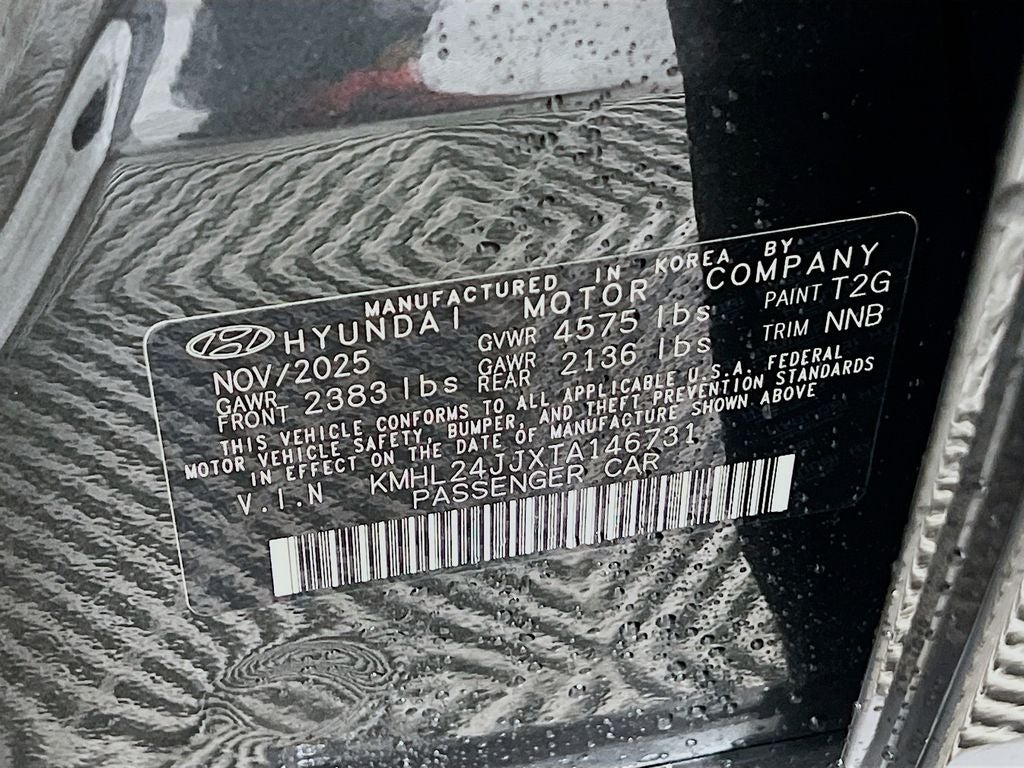 MANUFACTURED IN KOREA BY
HYUNDAI MOTOR COMPANY
NOV/2025 GVWR 4575 lbs PAINT T2G
GAWR FRONT 2383 lbs GAWR REAR 2136 lbs TRIM NNB
THIS VEHICLE CONFORMS TO ALL APPLICABLE U.S.A. FEDERAL
MOTOR VEHICLE SAFETY, BUMPER, AND THEFT PREVENTION STANDARDS
IN EFFECT ON THE DATE OF MANUFACTURE SHOWN ABOVE
V.I.N KMHL24JJXTA146731
PASSENGER CAR